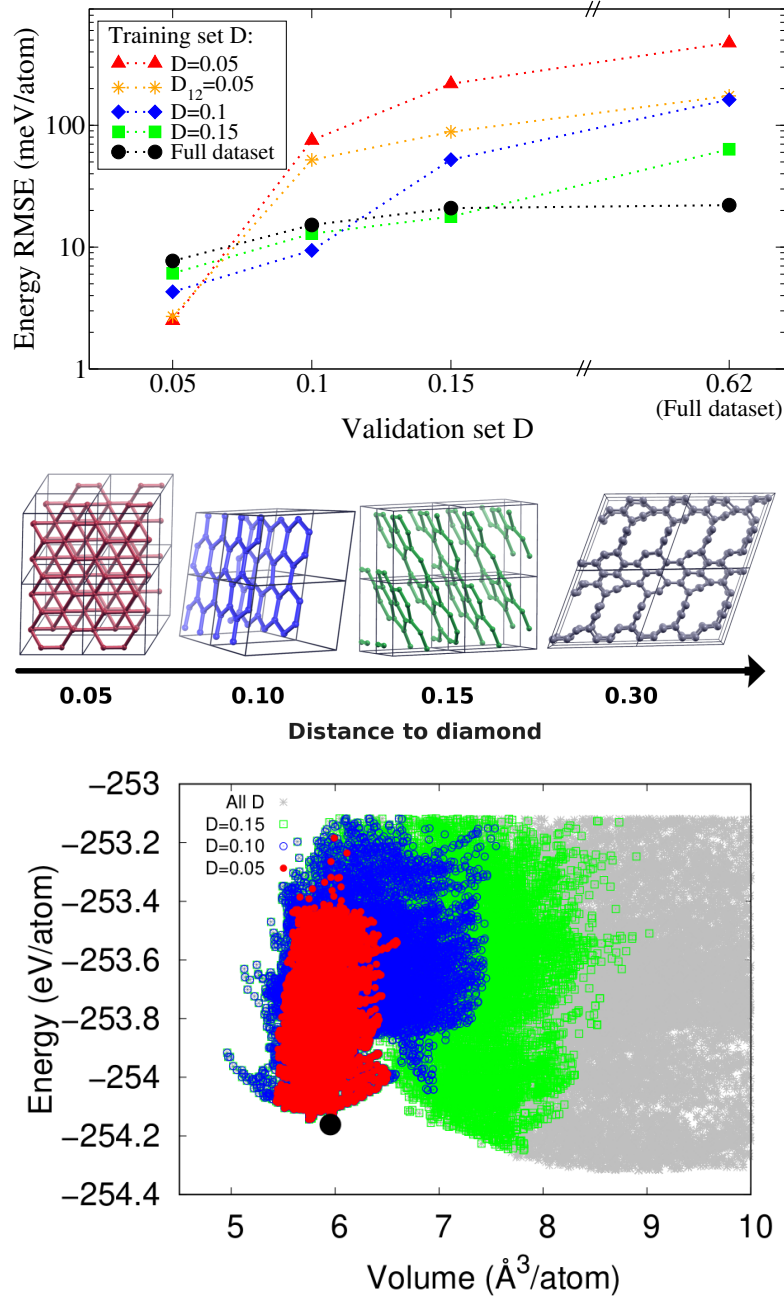 Training set D:
D=0.05
D12=0.05
D=0.1
D=0.15
Full dataset
Energy RMSE (meV/atom)
100
10
1
0.05
0.1
0.15
0.62
(Full dataset)
Validation set D
0.05
0.10
0.15
0.30
Distance to diamond
−253
−253.2
−253.4
−253.6
−253.8
−254
−254.2
−254.4
Energy (eV/atom)
All D
D=0.15
D=0.10
D=0.05
5
6
7
8
9
10
Volume (Å3/atom)